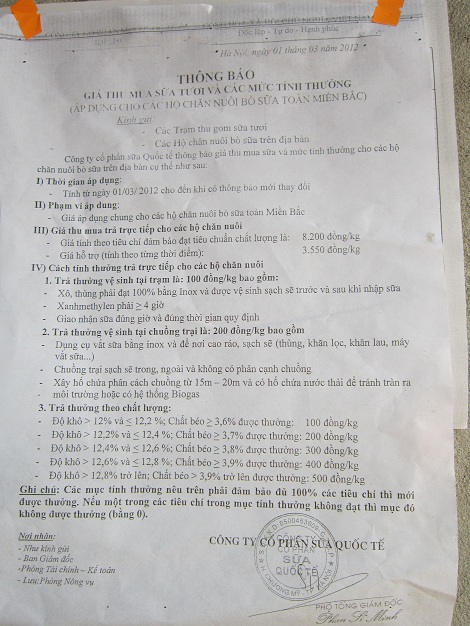 Độc lập - Tự do - Hạnh phúc
Hà Nội, ngày 01 tháng 03 năm 2012
THÔNG BÁO
GIÁ THU MUA SỮA TƯƠI VÀ CÁC MỨC TÍNH THƯỞNG
(ÁP DỤNG CHO CÁC HỘ CHĂN NUÔI BÒ SỮA TOÀN MIỀN BẮC)
Kính gửi
- Các Trạm thu gom sữa tươi
- Các Hộ chăn nuôi bò sữa trên địa bàn
Công ty cổ phần sữa Quốc tế thông báo giá thu mua sữa và mức tính thưởng cho các hộ
chăn nuôi bò sữa trên địa bàn cụ thể như sau:
I) Thời gian áp dụng:
- Tính từ ngày 01/03/2012 cho đến khi có thông báo mới thay đổi
II) Phạm vi áp dụng:
- Giá áp dụng chung cho các hộ chăn nuôi bò sữa toàn Miền Bắc
III) Giá thu mua trả trực tiếp cho các hộ chăn nuôi
- Giá tính theo tiêu chí đảm bảo đạt tiêu chuẩn chất lượng là: 8.200 đồng/kg
- Giá hỗ trợ (tính theo từng thời điểm): 3.550 đồng/kg
IV) Cách tính thưởng trả trực tiếp cho các hộ chăn nuôi
1. Trả thưởng vệ sinh tại trạm là: 100 đồng/kg bao gồm:
- Xô, thùng phải đạt 100% bằng Inox và được vệ sinh sạch sẽ trước và sau khi nhập sữa
- Xanhmethylen phải ≥ 4 giờ
- Giao nhận sữa đúng giờ và đúng thời gian quy định
2. Trả thưởng vệ sinh tại chuồng trại là: 200 đồng/kg bao gồm
- Dụng cụ vắt sữa bằng inox và để nơi cao ráo, sạch sẽ (thùng, khăn lọc, khăn lau, máy
vắt sữa...)
- Chuồng trại sạch sẽ trong, ngoài và không có phân cạnh chuồng
- Xây hố chứa phân cách chuồng từ 15m – 20m và có hố chứa nước thải để tránh tràn ra
- môi trường hoặc có hệ thống Biogas
3. Trả thưởng theo chất lượng:
- Độ khô > 12% và ≤ 12,2 %; Chất béo ≥ 3,6% được thưởng: 100 đồng/kg
- Độ khô > 12,2% và ≤ 12,4 %; Chất béo ≥ 3,7% được thưởng: 200 đồng/kg
- Độ khô > 12,4% và ≤ 12,6 %; Chất béo ≥ 3,8% được thưởng: 300 đồng/kg
- Độ khô > 12,6% và ≤ 12,8 %; Chất béo ≥ 3,9% được thưởng: 400 đồng/kg
- Độ khô > 12,8% trở lên; Chất béo > 3,9% trở lên được thưởng: 500 đồng/kg
Ghi chú: Các mục tính thưởng nêu trên phải đảm bảo đủ 100% các tiêu chí thì mới
được thưởng. Nếu một trong các tiêu chí trong mục tính thưởng không đạt thì mục đó
không được thưởng (bằng 0).
Nơi nhận:
- Như kính gửi
- Ban Giám đốc
-Phòng Tài chính – Kế toán
- Lưu:Phòng Nông vụ
CÔNG TY CỔ PHẦN SỮA QUỐC TẾ
CÔNG TY
CỔ PHẦN
SỮA
QUỐC TẾ
PHÓ TỔNG GIÁM ĐỐC
Phan Sĩ Minh